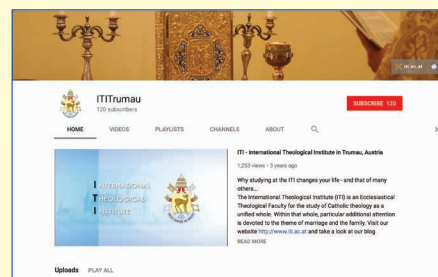 iti.ac.at
ITITrumau
120 subscribers
SUBSCRIBE 120
HOME VIDEOS PLAYLISTS CHANNELS ABOUT
INTERNATIONAL
THEOLOGICAL
INSTITUTE
ITI - International Theological Institute in Trumau, Austria
1,253 views • 3 years ago
Why studying at the ITI changes your life - and that of many
others...
The International Theological Institute (ITI) is an Ecclesiastical
Theological Faculty for the study of Catholic theology as a
unified whole. Within that whole, particular additional attention
is devoted to the theme of marriage and the family. Visit our
website http://www.iti.ac.at and take a look at our blog
READ MORE
Uploads PLAY ALL